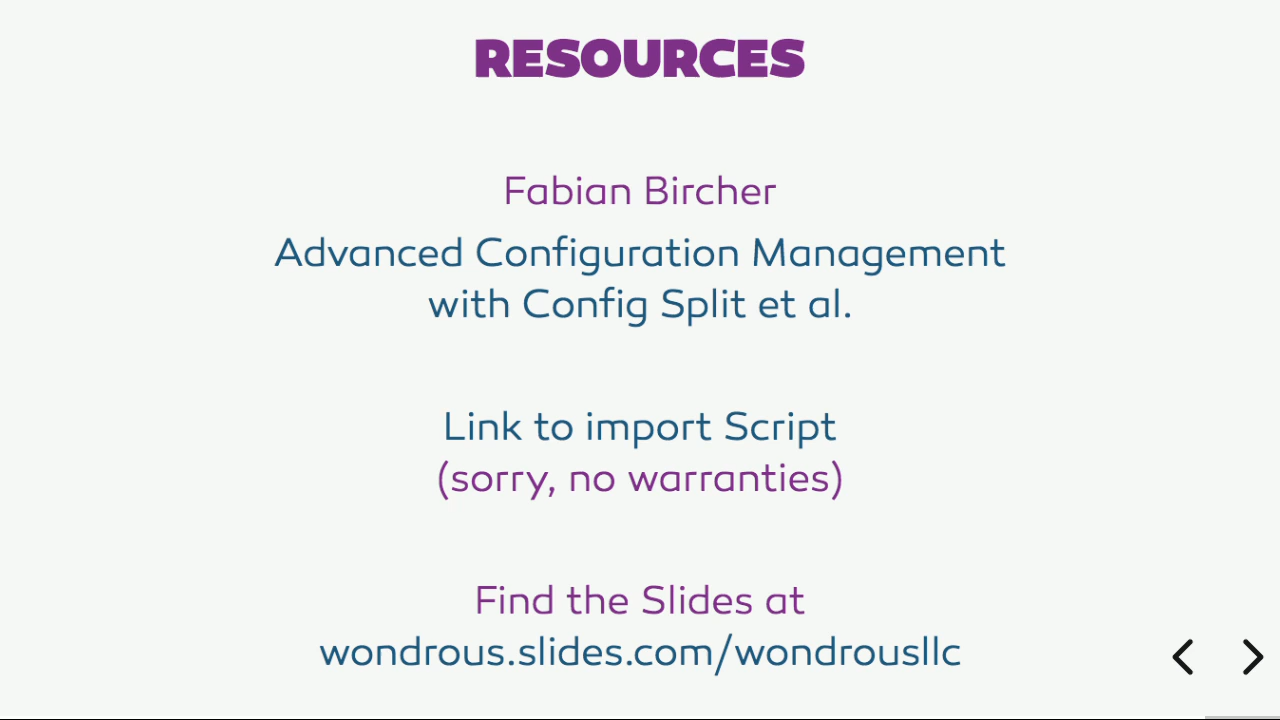 RESOURCES
Fabian Bircher
Advanced Configuration Management
with Config Split et al.
Link to import Script
(sorry, no warranties)
Find the Slides at
wondrous.slides.com/wondrousllc